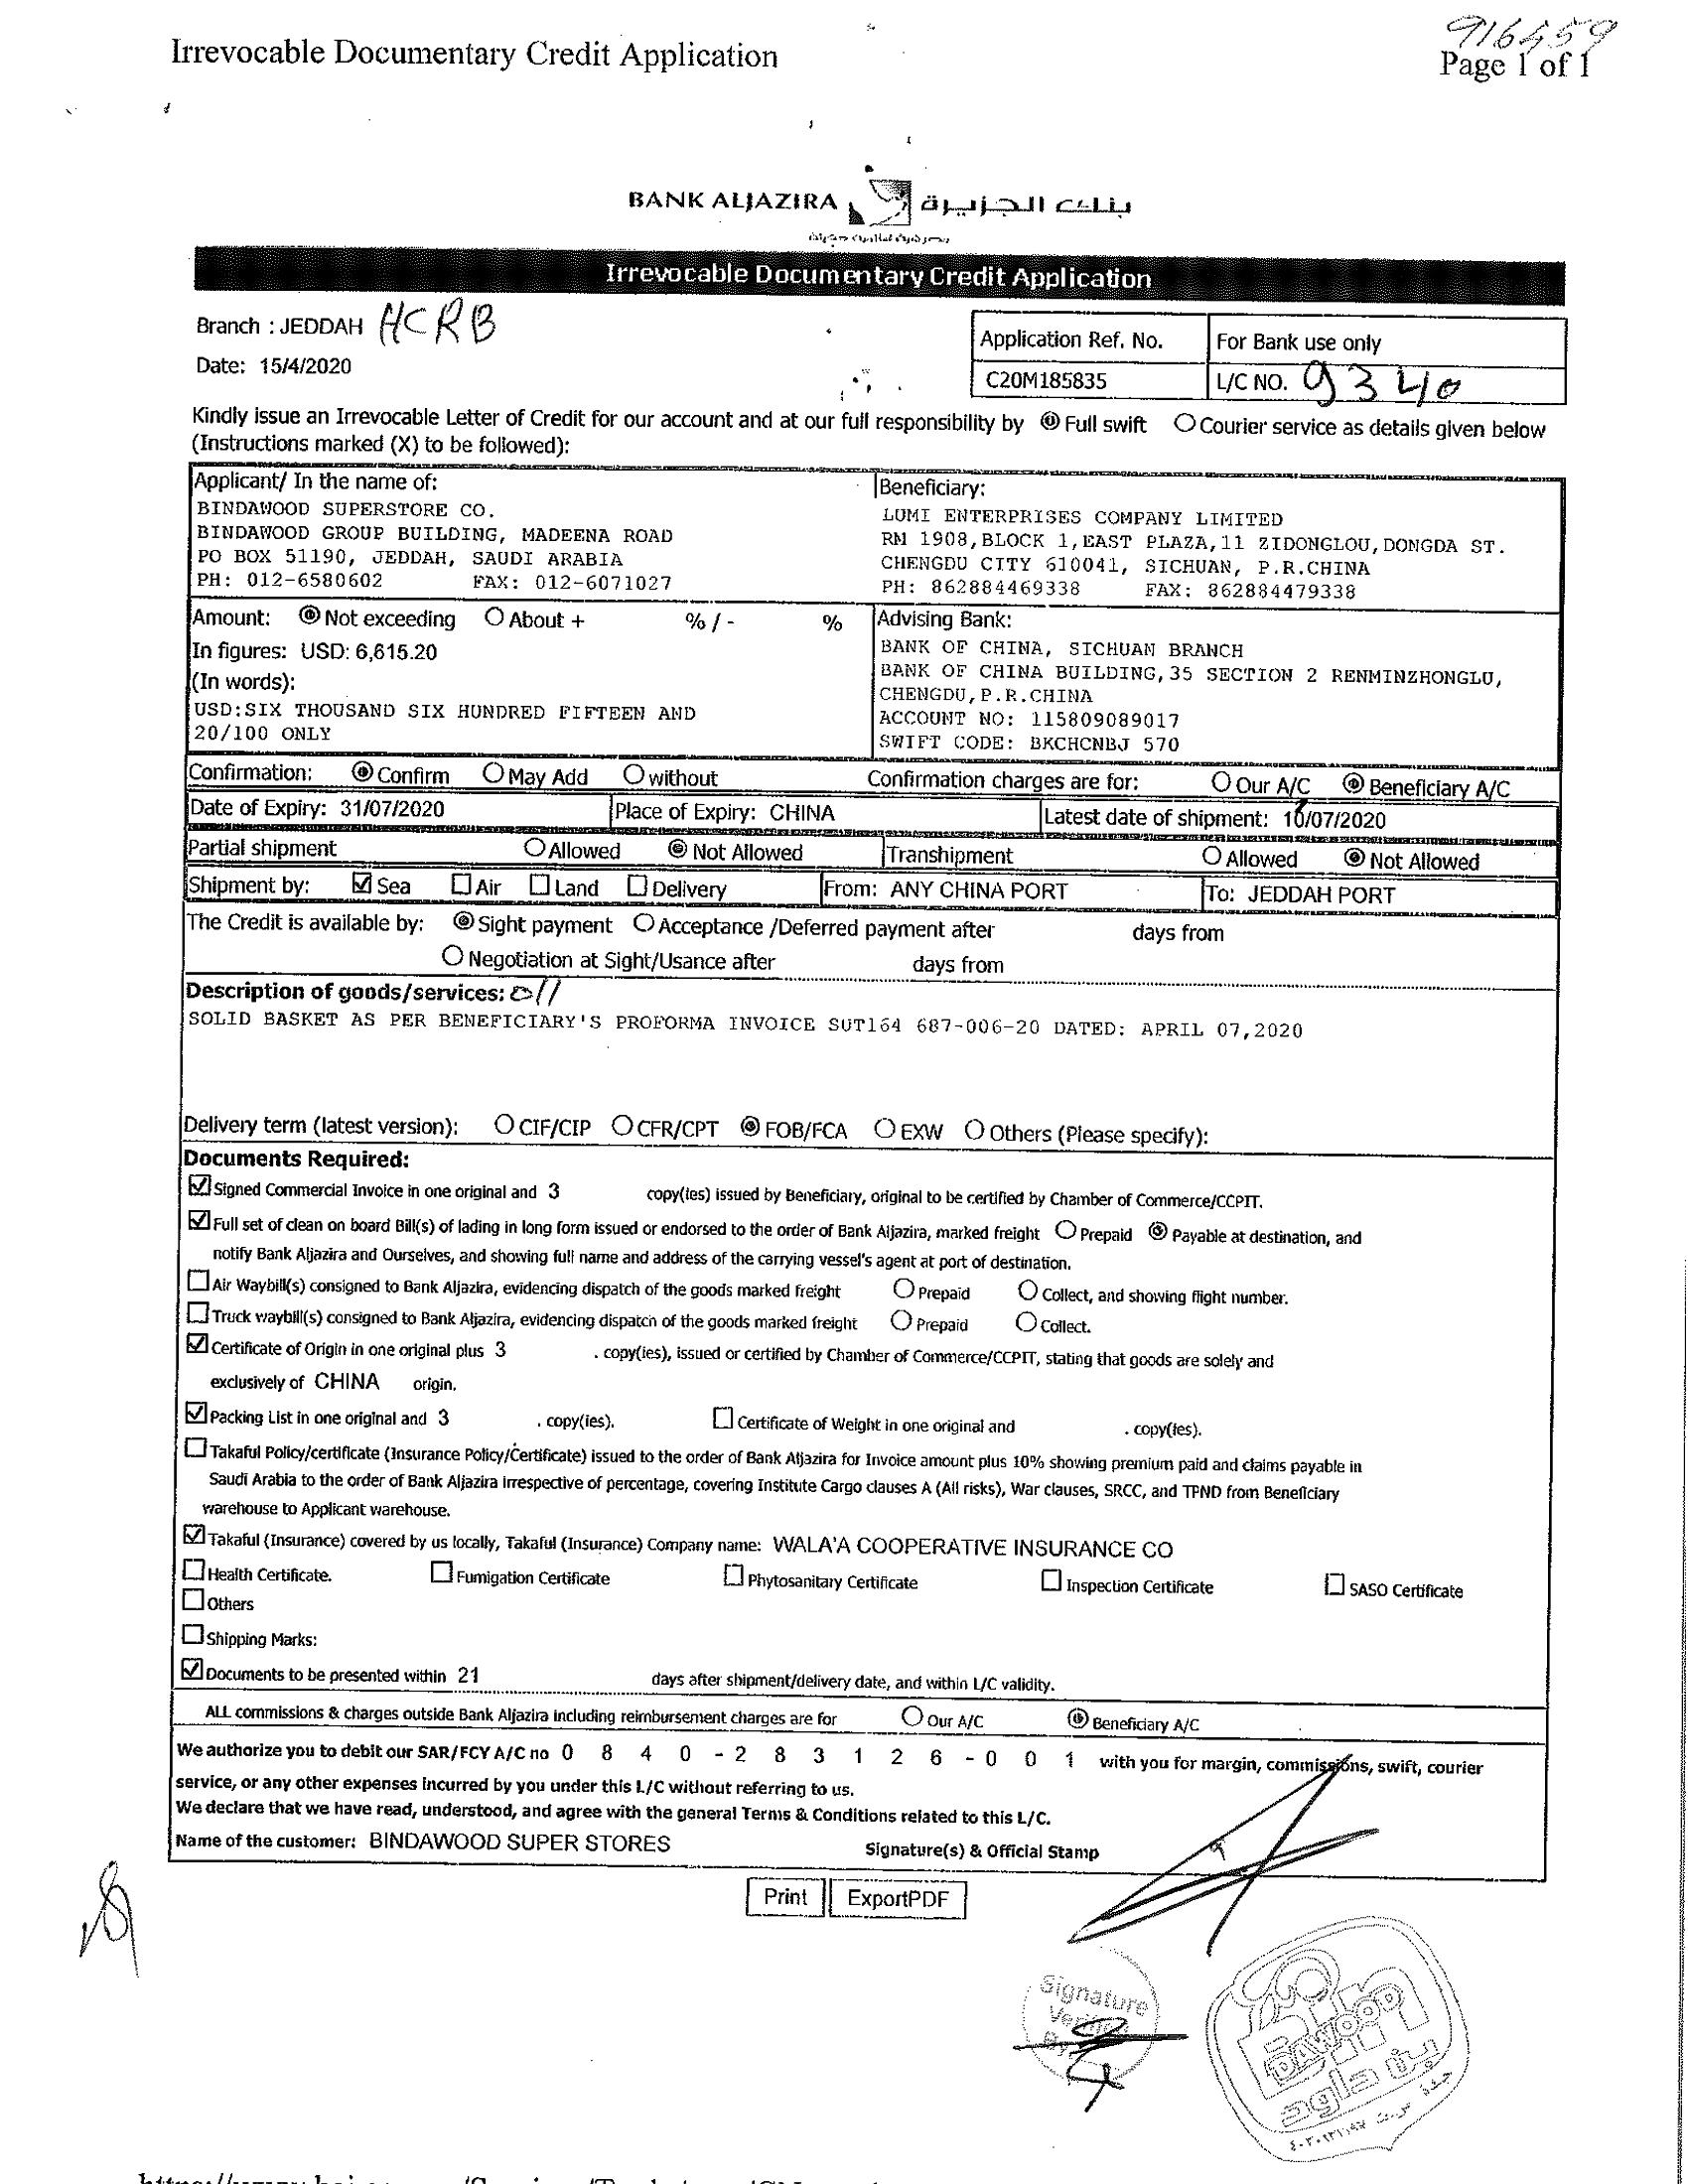 Irrevocable Documentary Credit Application
916459
Page 1 of 1
BANK ALJAZIRA بنك الجزيرة
Irrevocable Documentary Credit Application
Branch : JEDDAH HCRB
Date: 15/4/2020
Application Ref. No. For Bank use only
C20M185835 L/C NO. 9340
Kindly issue an Irrevocable Letter of Credit for our account and at our full responsibility by Full swift Courier service as details given below
(Instructions marked (X) to be followed):
Applicant/ In the name of:
BINDAWOOD SUPERSTORE CO.
BINDAWOOD GROUP BUILDING, MADEENA ROAD
PO BOX 51190, JEDDAH, SAUDI ARABIA
PH: 012-6580602 FAX: 012-6071027
Beneficiary:
LUMI ENTERPRISES COMPANY LIMITED
RM 1908,BLOCK 1,EAST PLAZA,11 ZIDONGLOU,DONGDA ST.
CHENGDU CITY 610041, SICHUAN, P.R.CHINA
PH: 862884469338 FAX: 862884479338
Amount: Not exceeding About + % / - %
In figures: USD: 6,615.20
(In words):
USD:SIX THOUSAND SIX HUNDRED FIFTEEN AND
20/100 ONLY
Advising Bank:
BANK OF CHINA, SICHUAN BRANCH
BANK OF CHINA BUILDING,35 SECTION 2 RENMINZHONGLU,
CHENGDU,P.R.CHINA
ACCOUNT NO: 115809089017
SWIFT CODE: BKCHCNBJ 570
Confirmation: Confirm May Add without Confirmation charges are for: Our A/C Beneficiary A/C
Date of Expiry: 31/07/2020 Place of Expiry: CHINA Latest date of shipment: 10/07/2020
Partial shipment Allowed Not Allowed Transhipment Allowed Not Allowed
Shipment by: Sea Air Land Delivery From: ANY CHINA PORT To: JEDDAH PORT
The Credit is available by: Sight payment Acceptance /Deferred payment after days from
Negotiation at Sight/Usance after days from
Description of goods/services:
SOLID BASKET AS PER BENEFICIARY'S PROFORMA INVOICE SUT164 687-006-20 DATED: APRIL 07,2020
Delivery term (latest version): CIF/CIP CFR/CPT FOB/FCA EXW Others (Please specify):
Documents Required:
Signed Commercial Invoice in one original and 3 copy(ies) issued by Beneficiary, original to be certified by Chamber of Commerce/CCPIT.
Full set of clean on board Bill(s) of lading in long form issued or endorsed to the order of Bank Aljazira, marked freight Prepaid Payable at destination, and
notify Bank Aljazira and Ourselves, and showing full name and address of the carrying vessel's agent at port of destination.
Air Waybill(s) consigned to Bank Aljazira, evidencing dispatch of the goods marked freight Prepaid Collect, and showing flight number.
Truck waybill(s) consigned to Bank Aljazira, evidencing dispatch of the goods marked freight Prepaid Collect.
Certificate of Origin in one original plus 3 . copy(ies), issued or certified by Chamber of Commerce/CCPIT, stating that goods are solely and
exclusively of CHINA origin.
Packing List in one original and 3 . copy(ies). Certificate of Weight in one original and . copy(ies).
Takaful Policy/certificate (Insurance Policy/Certificate) issued to the order of Bank Aljazira for Invoice amount plus 10% showing premium paid and claims payable in
Saudi Arabia to the order of Bank Aljazira irrespective of percentage, covering Institute Cargo clauses A (All risks), War clauses, SRCC, and TPND from Beneficiary
warehouse to Applicant warehouse.
Takaful (Insurance) covered by us locally, Takaful (Insurance) Company name: WALA'A COOPERATIVE INSURANCE CO
Health Certificate. Fumigation Certificate Phytosanitary Certificate Inspection Certificate SASO Certificate
Others
Shipping Marks:
Documents to be presented within 21 days after shipment/delivery date, and within L/C validity.
ALL commissions & charges outside Bank Aljazira including reimbursement charges are for Our A/C Beneficiary A/C
We authorize you to debit our SAR/FCY A/C no 0 8 4 0 - 2 8 3 1 2 6 - 0 0 1 with you for margin, commissions, swift, courier
service, or any other expenses incurred by you under this L/C without referring to us.
We declare that we have read, understood, and agree with the general Terms & Conditions related to this L/C.
Name of the customer: BINDAWOOD SUPER STORES Signature(s) & Official Stamp
Print ExportPDF
Signature
Verified
By
DAWOOD
بن داود
جدة